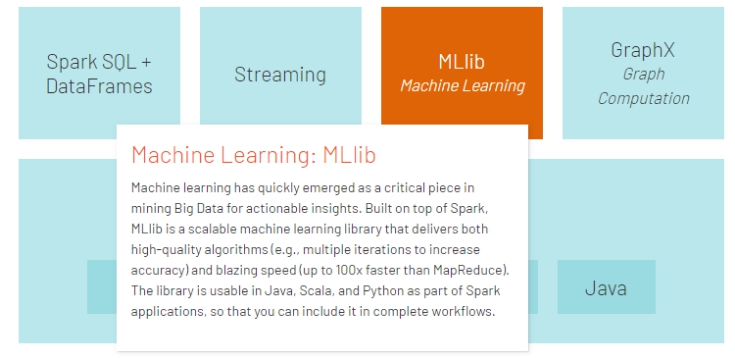 Spark SQL +
DataFrames
Streaming
MLlib
Machine Learning
GraphX
Graph
Computation
Machine Learning: MLlib
Machine learning has quickly emerged as a critical piece in
mining Big Data for actionable insights. Built on top of Spark,
MLlib is a scalable machine learning library that delivers both
high-quality algorithms (e.g., multiple iterations to increase
accuracy) and blazing speed (up to 100x faster than MapReduce).
The library is usable in Java, Scala, and Python as part of Spark
applications, so that you can include it in complete workflows.
Java